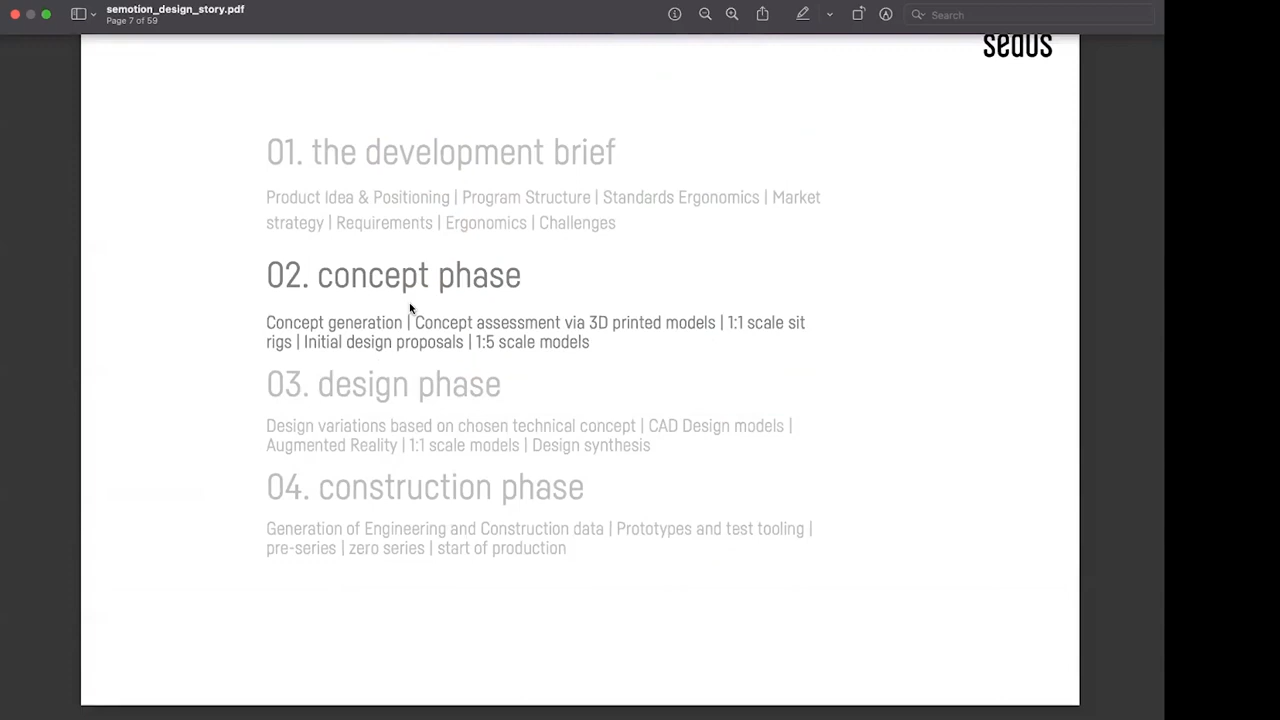 semotion_design_story.pdf
Page 7 of 59
Search
sedus
01. the development brief
Product Idea & Positioning | Program Structure | Standards Ergonomics | Market
strategy | Requirements | Ergonomics | Challenges
02. concept phase
Concept generation | Concept assessment via 3D printed models | 1:1 scale sit
rigs | Initial design proposals | 1:5 scale models
03. design phase
Design variations based on chosen technical concept | CAD Design models |
Augmented Reality | 1:1 scale models | Design synthesis
04. construction phase
Generation of Engineering and Construction data | Prototypes and test tooling |
pre-series | zero series | start of production